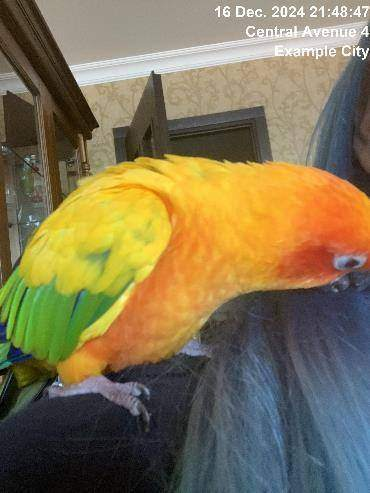 16 Dec. 2024 21:48:47
Central Avenue 4
Example City